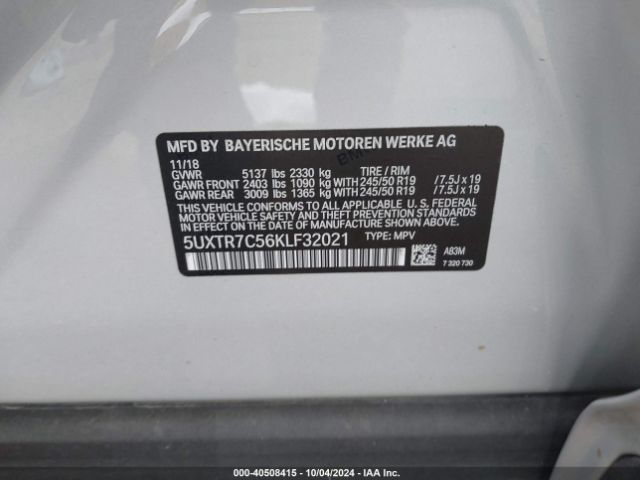 MFD BY BAYERISCHE MOTOREN WERKE AG
11/18
GVWR 5137 lbs 2330 kg TIRE / RIM
GAWR FRONT 2403 lbs 1090 kg WITH 245/50 R19 /7.5J x 19
GAWR REAR 3009 lbs 1365 kg WITH 245/50 R19 /7.5J x 19
THIS VEHICLE CONFORMS TO ALL APPLICABLE U. S. FEDERAL
MOTOR VEHICLE SAFETY STANDARDS IN EFFECT ON THE
DATE OF MANUFACTURE SHOWN ABOVE.
5UXTR7C56KLF32021 TYPE: MPV
A83M
7 320 730
000-40508415 - 10/04/2024 - IAA Inc.